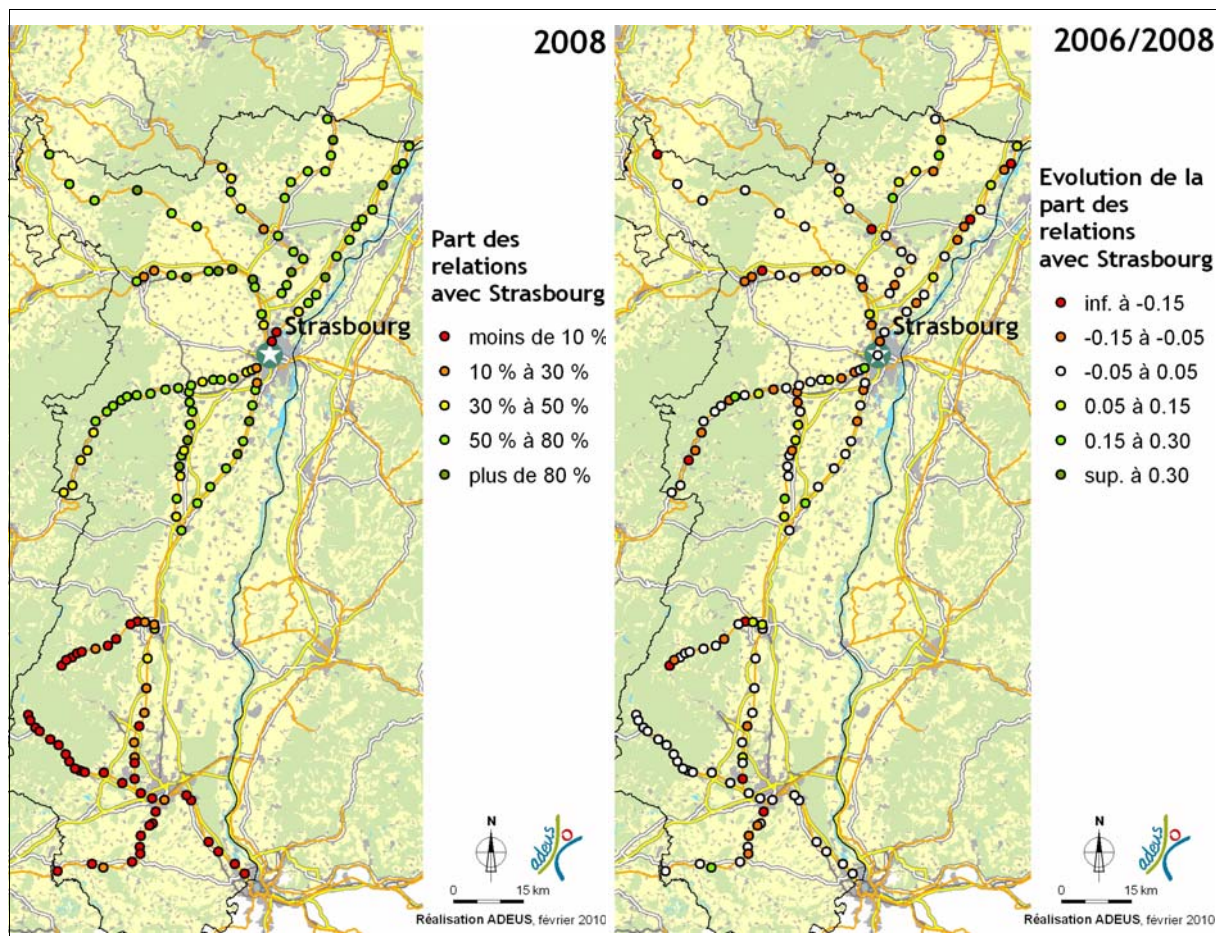 2008
Strasbourg
Part des
relations
avec Strasbourg
moins de 10 %
10 % à 30 %
30 % à 50 %
50 % à 80 %
plus de 80 %
N
adeus
0 15 km
Réalisation ADEUS, février 2010
2006/2008
Strasbourg
Evolution de la
part des
relations
avec Strasbourg
inf. à -0.15
-0.15 à -0.05
-0.05 à 0.05
0.05 à 0.15
0.15 à 0.30
sup. à 0.30
N
adeus
0 15 km
Réalisation ADEUS, février 2010